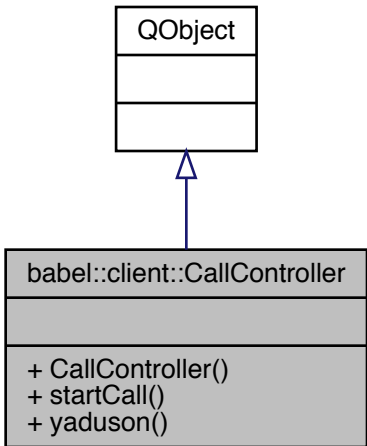 QObject
babel::client::CallController
+ CallController()
+ startCall()
+ yaduson()